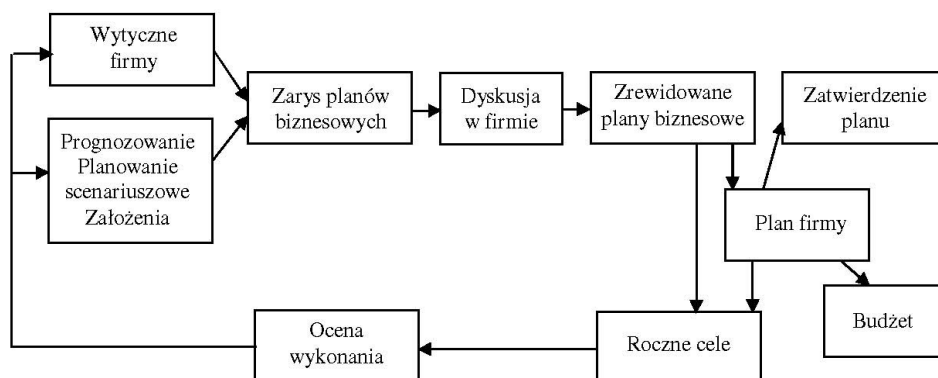 Wytyczne
firmy
Prognozowanie
Planowanie
scenariuszowe
Założenia
Zarys planów
biznesowych
Dyskusja
w firmie
Zrewidowane
plany biznesowe
Zatwierdzenie
planu
Plan firmy
Budżet
Roczne cele
Ocena
wykonania